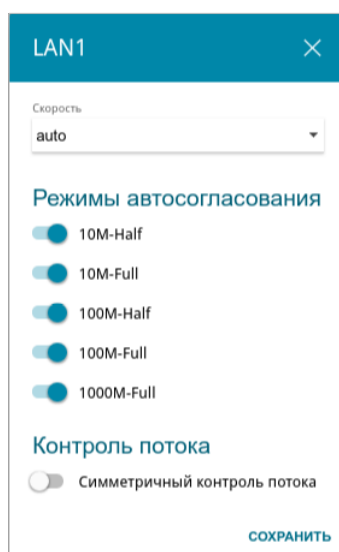 LAN1
Скорость
auto
Режимы автосогласования
10M-Half
10M-Full
100M-Half
100M-Full
1000M-Full
Контроль потока
Симметричный контроль потока
СОХРАНИТЬ